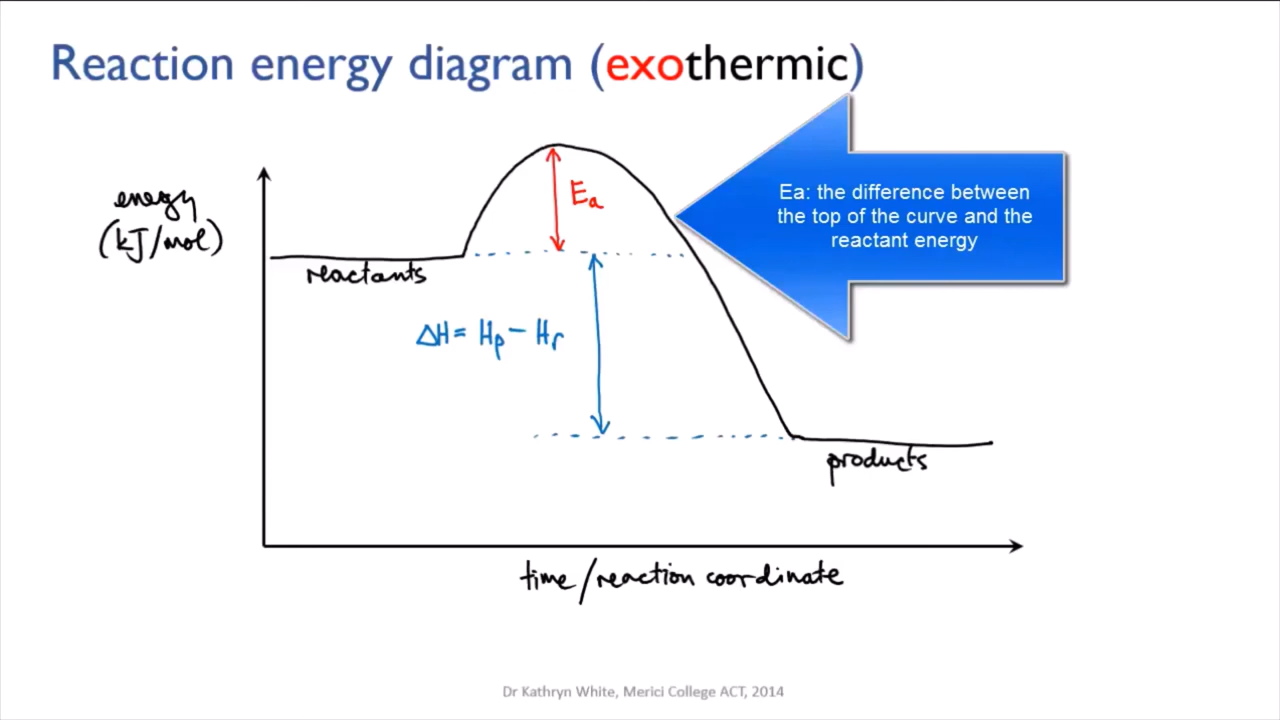 Reaction energy diagram (exothermic)
energy
(kJ/mol)
Ea
Ea: the difference between
the top of the curve and the
reactant energy
reactants
ΔH = Hp - Hr
products
time/reaction coordinate
Dr Kathryn White, Merici College ACT, 2014